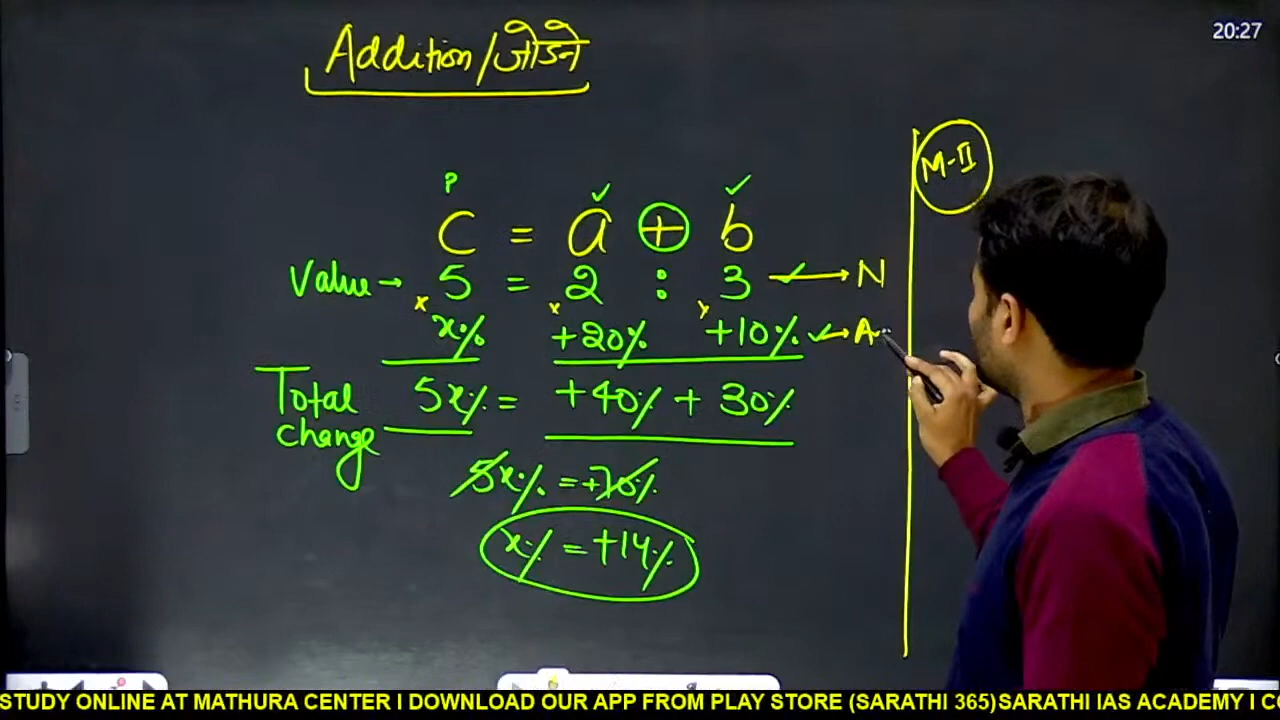 20:27
Addition/जोडने
M-II
P
C = a + b
Value → 5 = 2 : 3 → N
x% +20% +10% → A
Total change 5x% = +40% + 30%
5x% = +70%
x% = +14%
STUDY ONLINE AT MATHURA CENTER I DOWNLOAD OUR APP FROM PLAY STORE (SARATHI 365)SARATHI IAS ACADEMY I C